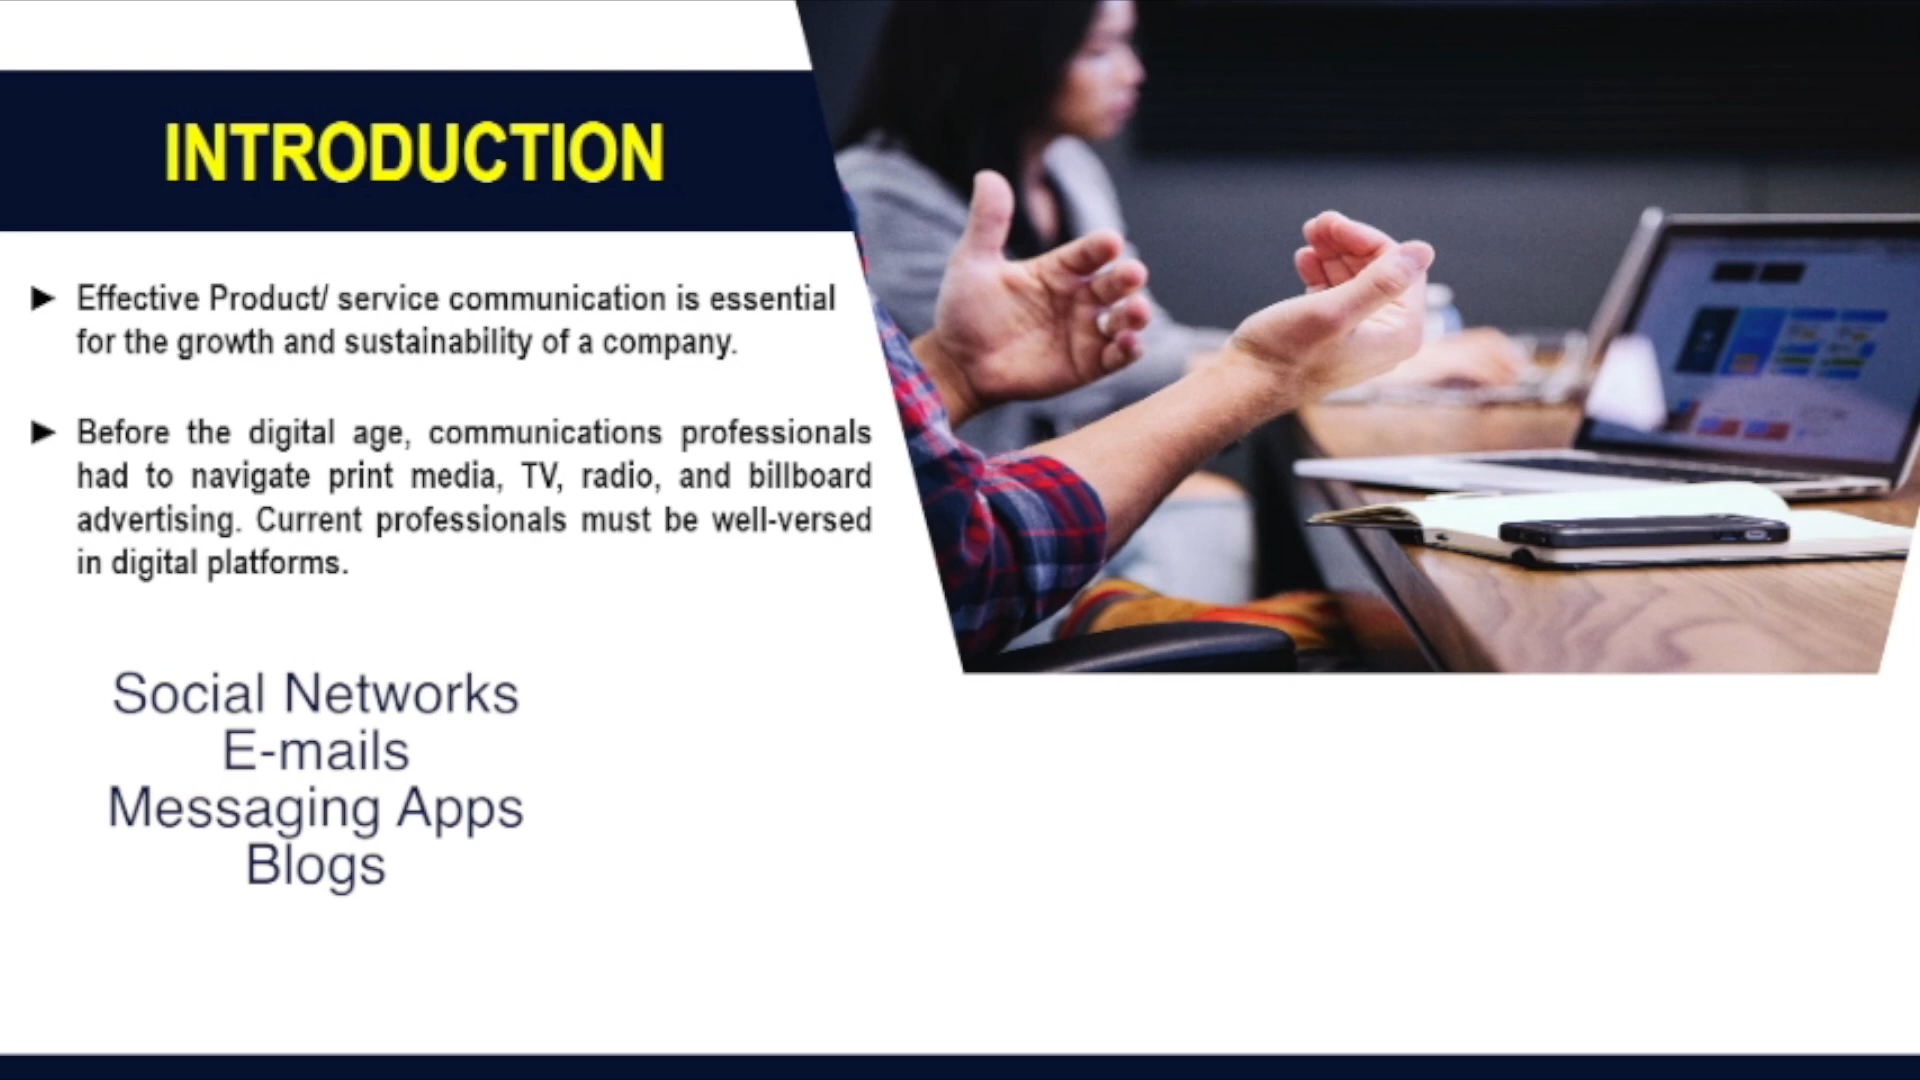 INTRODUCTION
► Effective Product/ service communication is essential
for the growth and sustainability of a company.
► Before the digital age, communications professionals
had to navigate print media, TV, radio, and billboard
advertising. Current professionals must be well-versed
in digital platforms.
Social Networks
E-mails
Messaging Apps
Blogs